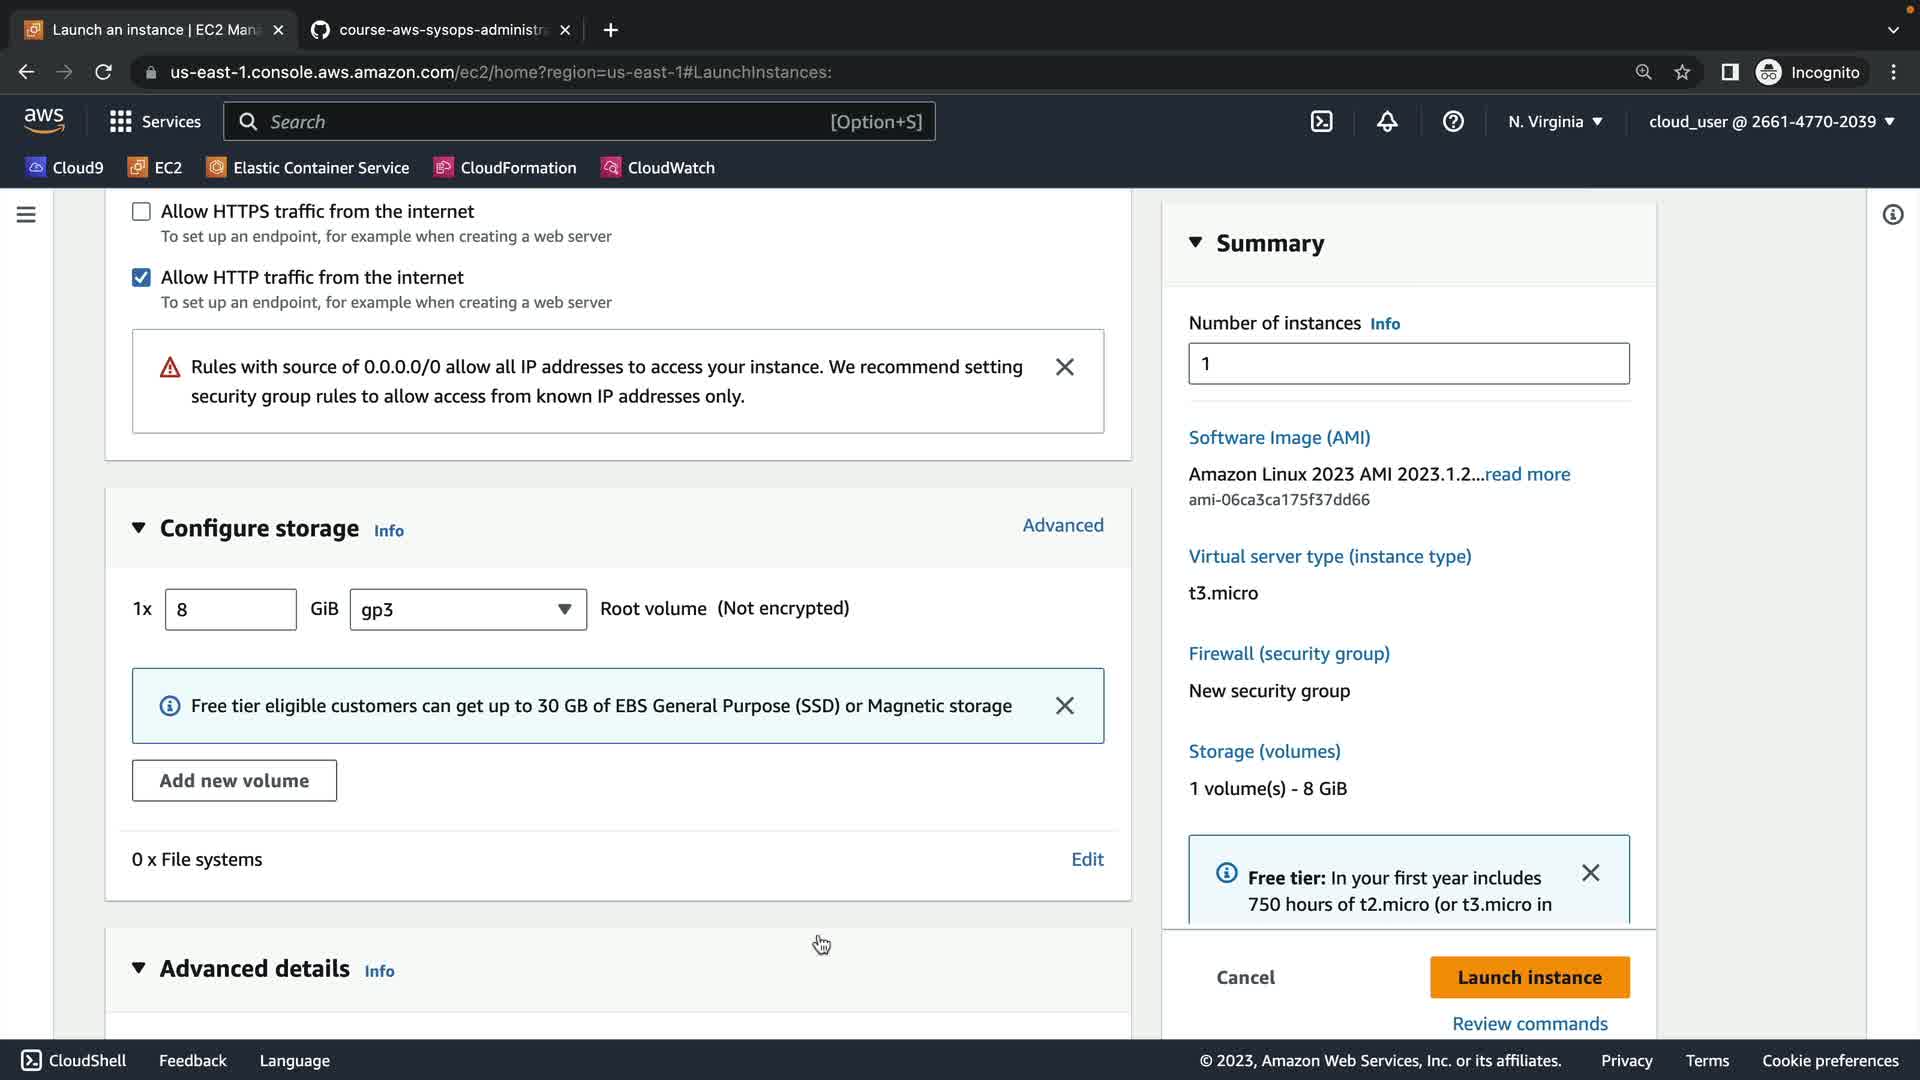 Launch an instance | EC2 Man
course-aws-sysops-administr
us-east-1.console.aws.amazon.com/ec2/home?region=us-east-1#LaunchInstances:
Incognito
aws
Services
Search
[Option+S]
N. Virginia
cloud_user @ 2661-4770-2039
Cloud9
EC2
Elastic Container Service
CloudFormation
CloudWatch
Allow HTTPS traffic from the internet
To set up an endpoint, for example when creating a web server
Allow HTTP traffic from the internet
To set up an endpoint, for example when creating a web server
Rules with source of 0.0.0.0/0 allow all IP addresses to access your instance. We recommend setting
security group rules to allow access from known IP addresses only.
Configure storage Info
Advanced
1x 8 GiB gp3 Root volume (Not encrypted)
Free tier eligible customers can get up to 30 GB of EBS General Purpose (SSD) or Magnetic storage
Add new volume
0 x File systems
Edit
Advanced details Info
Summary
Number of instances Info
1
Software Image (AMI)
Amazon Linux 2023 AMI 2023.1.2...read more
ami-06ca3ca175f37dd66
Virtual server type (instance type)
t3.micro
Firewall (security group)
New security group
Storage (volumes)
1 volume(s) - 8 GiB
Free tier: In your first year includes
750 hours of t2.micro (or t3.micro in
Cancel
Launch instance
Review commands
CloudShell
Feedback
Language
© 2023, Amazon Web Services, Inc. or its affiliates.
Privacy
Terms
Cookie preferences